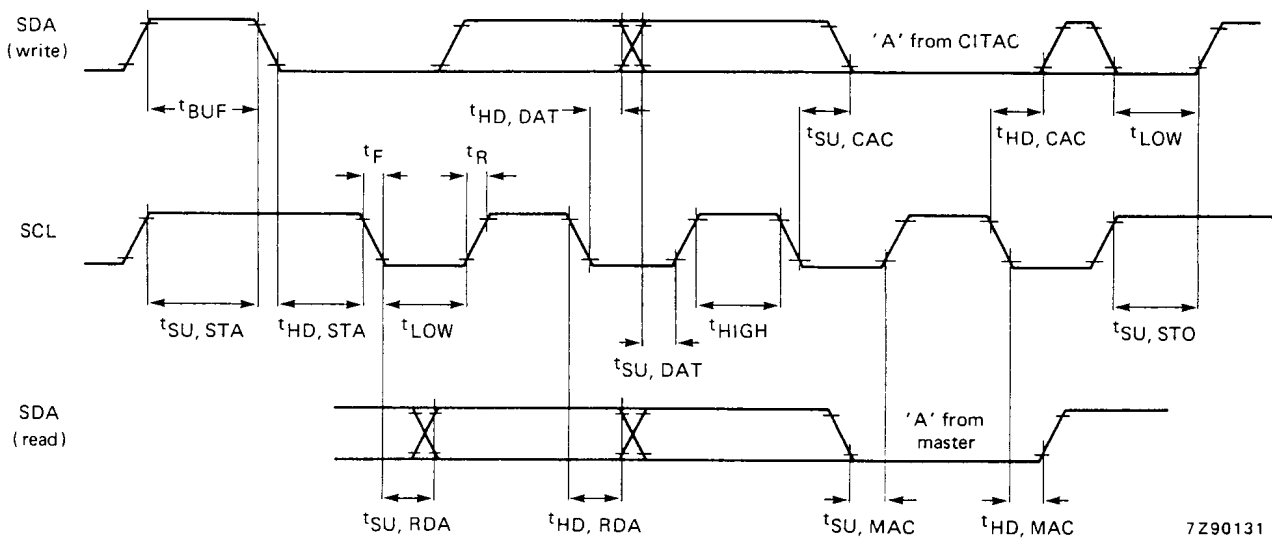 SDA
(write)
'A' from CITAC
tBUF
tHD, DAT
tSU, CAC
tHD, CAC
tLOW
tF
tR
SCL
tSU, STA
tHD, STA
tLOW
tHIGH
tSU, STO
tSU, DAT
SDA
(read)
'A' from
master
tSU, RDA
tHD, RDA
tSU, MAC
tHD, MAC
7Z90131